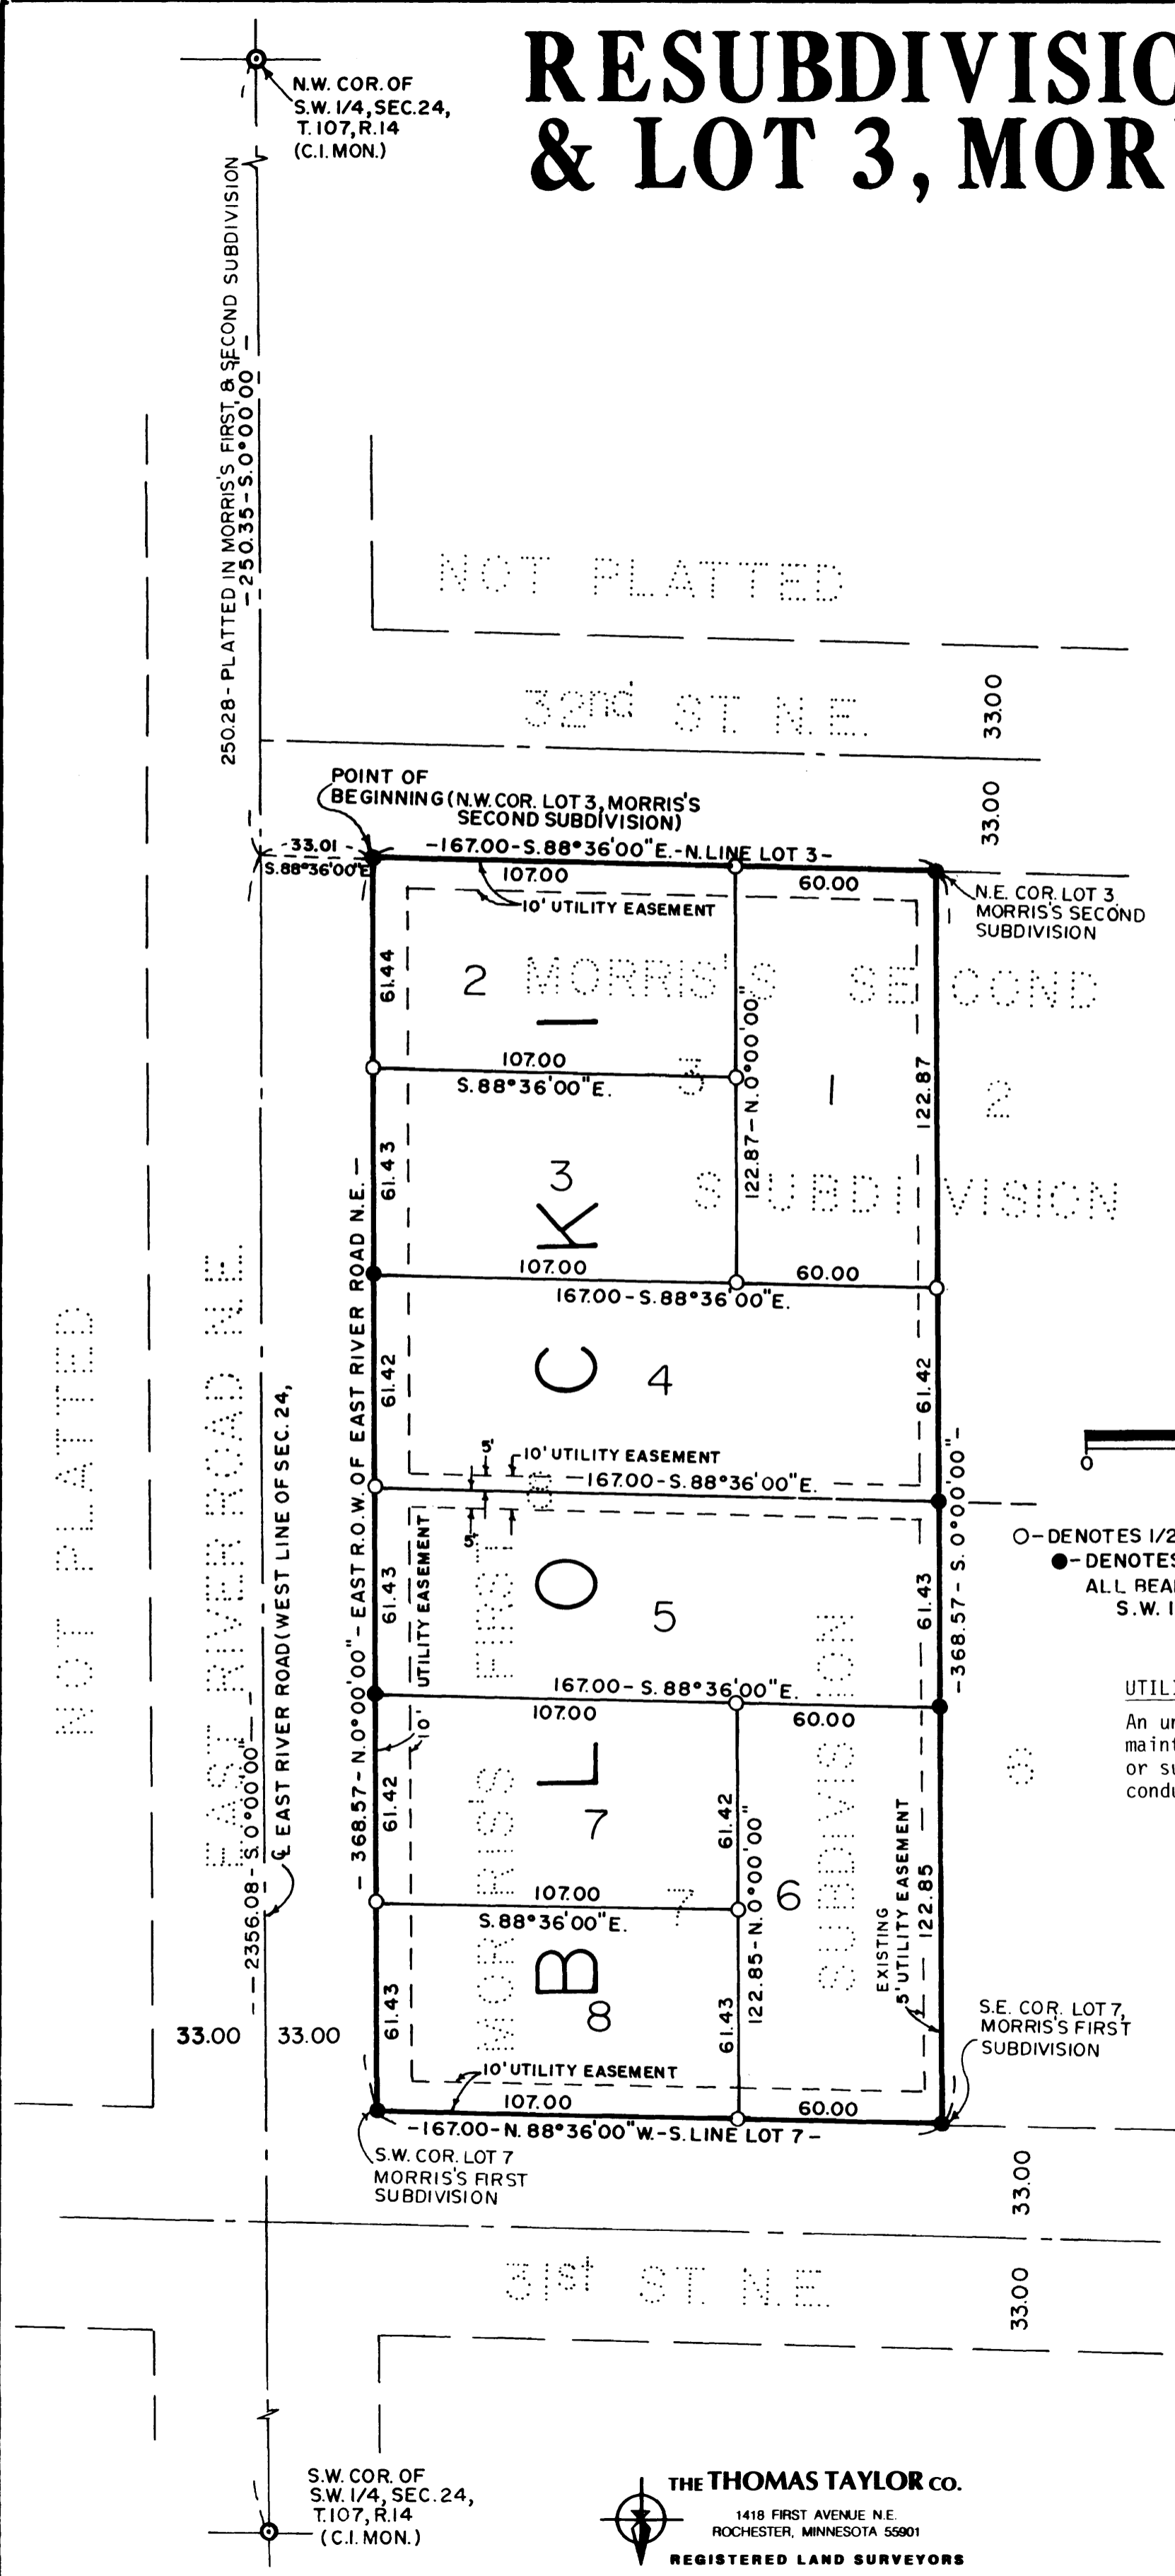 RESUBDIVISIO
& LOT 3, MOR
N.W. COR. OF
S.W. 1/4, SEC.24,
T.107, R.14
(C.I. MON.)
250.28 - PLATTED IN MORRIS'S FIRST & SECOND SUBDIVISION
-250.35 - S.0°00'00"-
NOT PLATTED
32nd ST. N.E.
33.00
33.00
POINT OF
BEGINNING (N.W. COR. LOT 3, MORRIS'S
SECOND SUBDIVISION)
-33.01-
S.88°36'00"E
-167.00-S.88°36'00"E.-N.LINE LOT 3-
107.00
60.00
10' UTILITY EASEMENT
N.E. COR. LOT 3,
MORRIS'S SECOND
SUBDIVISION
61.44
2
MORRIS'S SECOND
107.00
S.88°36'00"E.
3
122.87-N.0°00'00"
1
122.87
2
SUBDIVISION
61.43
3
107.00
60.00
167.00-S.88°36'00"E.
BLOCK 1
61.42
4
61.42
5'
10' UTILITY EASEMENT
-167.00-S.88°36'00"E.
8
5'
-368.57-S.0°00'00"-
0
○-DENOTES 1/2
●-DENOTES
ALL BEA
S.W. 1
61.43
10' UTILITY EASEMENT
5
61.43
167.00-S.88°36'00"E.
107.00
60.00
UTILI
An un
maint
or su
condu
NOT PLATTED
EAST RIVER ROAD N.E.
-2356.08-S.0°00'00"-
℄ EAST RIVER ROAD (WEST LINE OF SEC. 24,
-368.57-N.0°00'00"-EAST R.O.W. OF EAST RIVER ROAD N.E.-
61.42
MORRIS'S FIRST
7
61.42
SUBDIVISION
6
107.00
S.88°36'00"E.
7
122.85-N.0°00'00"
6
EXISTING
5' UTILITY EASEMENT
122.85
61.43
8
61.43
33.00
33.00
S.E. COR. LOT 7,
MORRIS'S FIRST
SUBDIVISION
10' UTILITY EASEMENT
107.00
60.00
-167.00-N.88°36'00"W.-S.LINE LOT 7-
S.W. COR. LOT 7
MORRIS'S FIRST
SUBDIVISION
33.00
31st ST. N.E.
33.00
S.W. COR. OF
S.W. 1/4, SEC. 24,
T.107, R.14
(C.I. MON.)
THE THOMAS TAYLOR CO.
1418 FIRST AVENUE N.E.
ROCHESTER, MINNESOTA 55901
REGISTERED LAND SURVEYORS